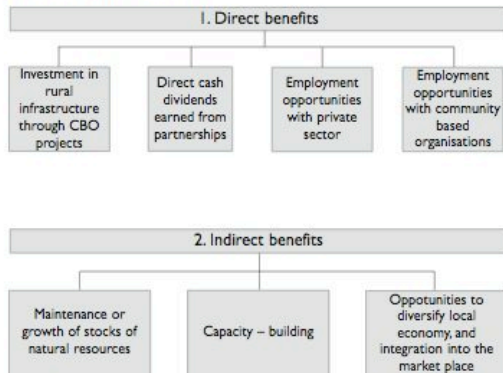 1. Direct benefits
Investment in
rural
infrastructure
through CBO
projects
Direct cash
dividends
earned from
partnerships
Employment
opportunities
with private
sector
Employment
opportunities
with community
based
organisations
2. Indirect benefits
Maintenance or
growth of stocks of
natural resources
Capacity – building
Oppotunities to
diversify local
economy, and
integration into the
market place